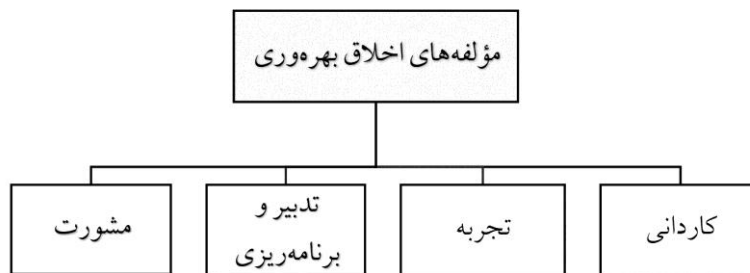 مؤلفه‌های اخلاق بهره‌وری
کاردانی
تجربه
تدبیر و
برنامه‌ریزی
مشورت